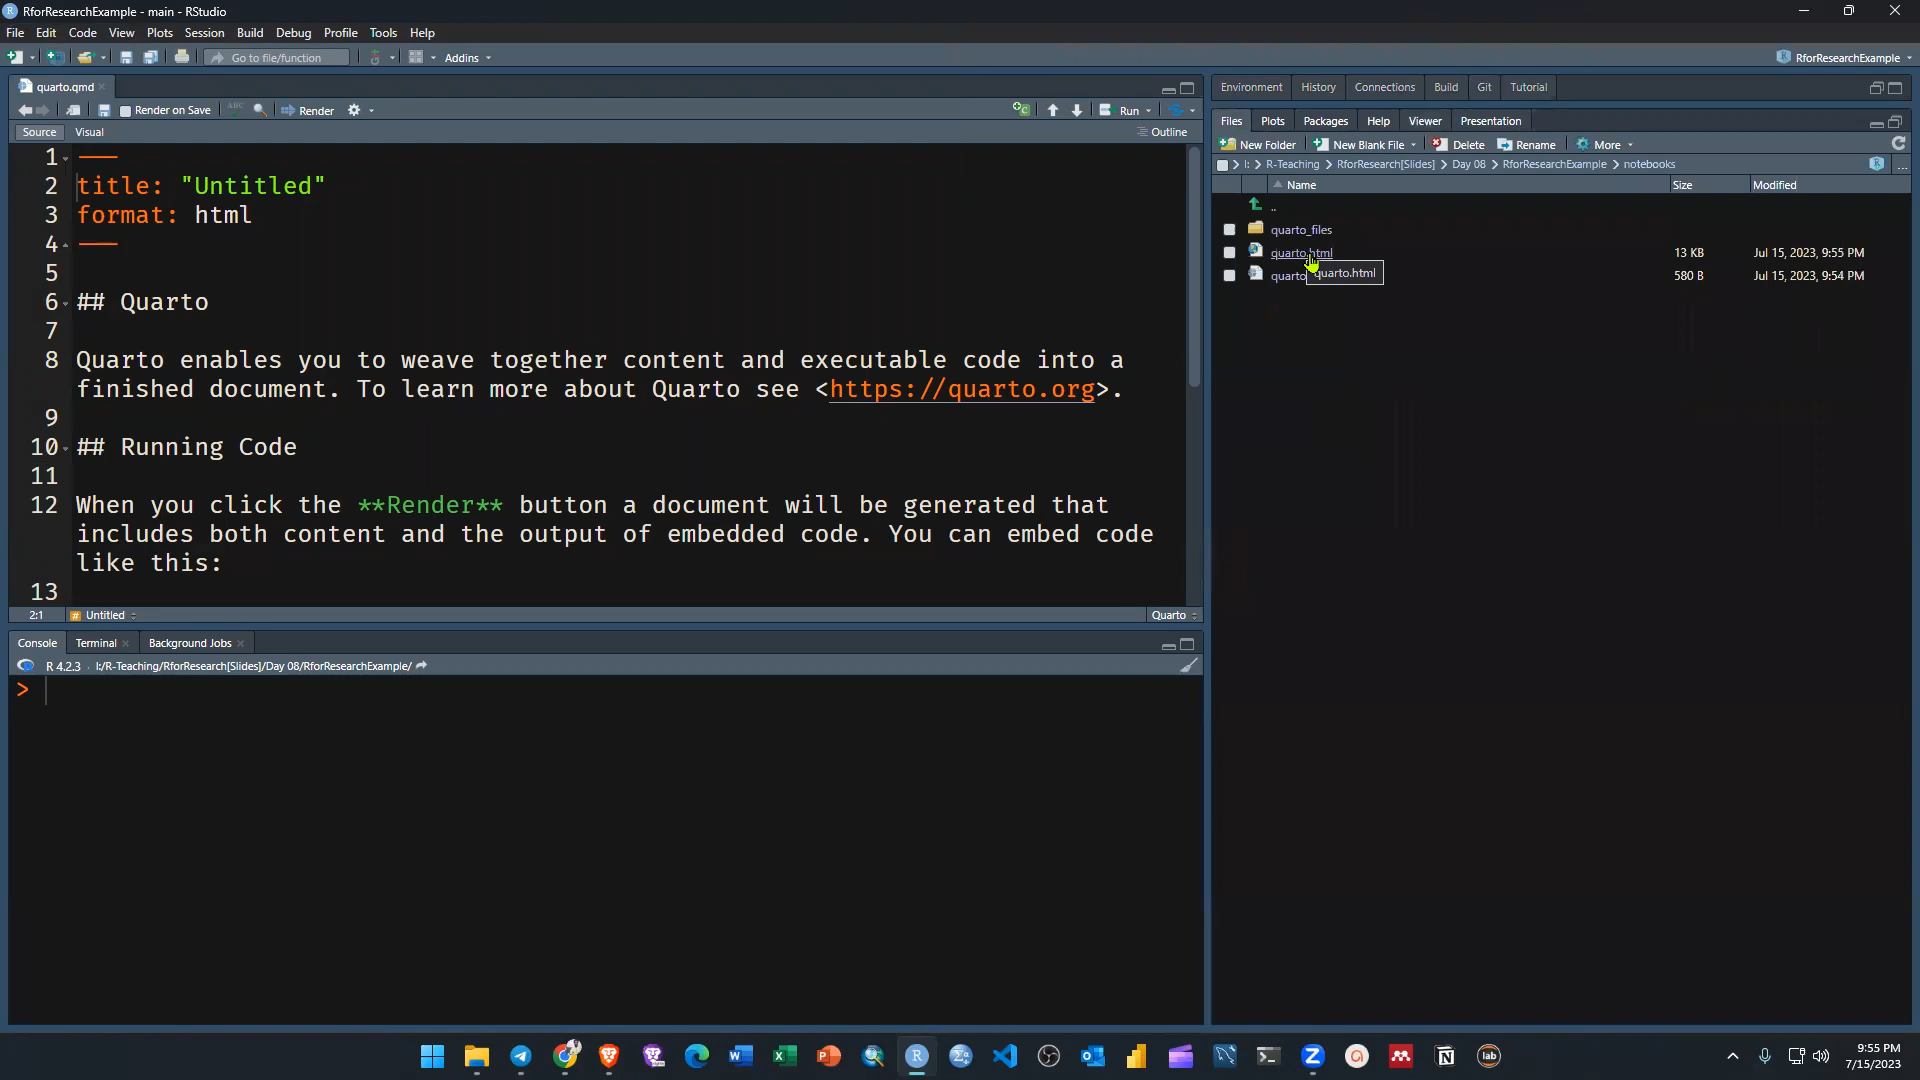 RforResearchExample - main - RStudio
File Edit Code View Plots Session Build Debug Profile Tools Help
Go to file/function Addins RforResearchExample
quarto.qmd
Render on Save ABC Render Run
Source Visual Outline
1 ---
2 title: "Untitled"
3 format: html
4 ---
5
6 ## Quarto
7
8 Quarto enables you to weave together content and executable code into a
finished document. To learn more about Quarto see <https://quarto.org>.
9
10 ## Running Code
11
12 When you click the **Render** button a document will be generated that
includes both content and the output of embedded code. You can embed code
like this:
13
2:1 Untitled Quarto
Console Terminal Background Jobs
R 4.2.3 · I:/R-Teaching/RforResearch[Slides]/Day 08/RforResearchExample/
>
Environment History Connections Build Git Tutorial
Files Plots Packages Help Viewer Presentation
New Folder New Blank File Delete Rename More
I: R-Teaching RforResearch[Slides] Day 08 RforResearchExample notebooks ...
Name Size Modified
..
quarto_files
quarto.html 13 KB Jul 15, 2023, 9:55 PM
quarto 580 B Jul 15, 2023, 9:54 PM
quarto.html
lab
9:55 PM
7/15/2023